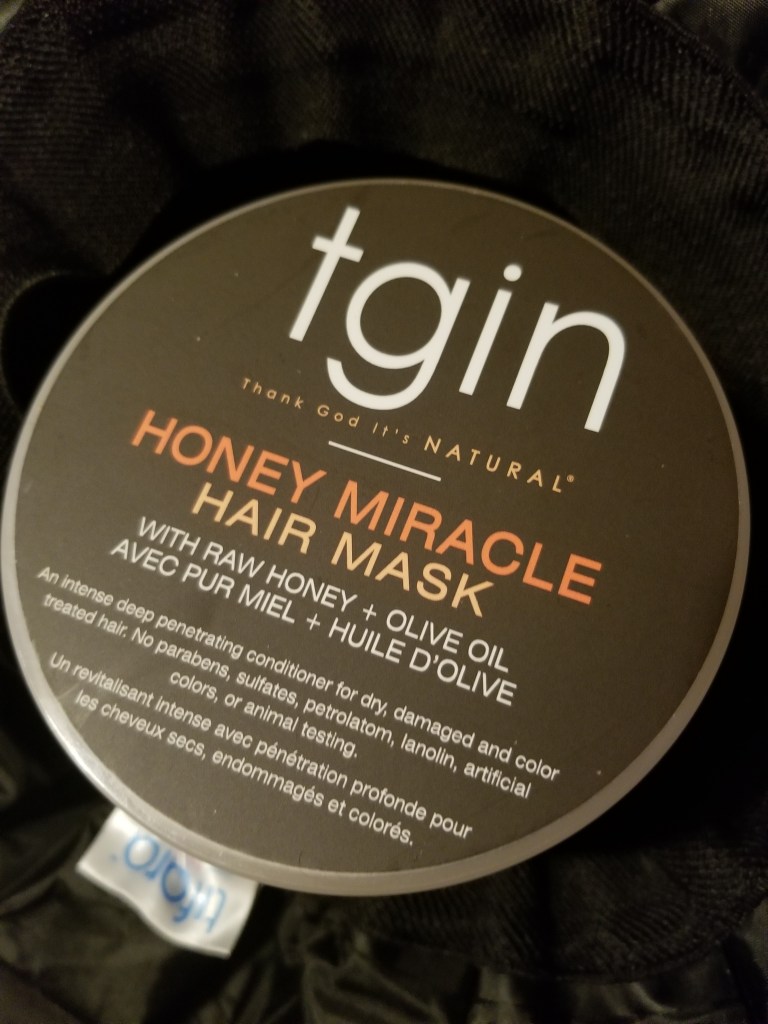 tgin
Thank God it's NATURAL®
HONEY MIRACLE
HAIR MASK
WITH RAW HONEY + OLIVE OIL
AVEC PUR MIEL + HUILE D'OLIVE
An intense deep penetrating conditioner for dry, damaged and color
treated hair. No parabens, sulfates, petrolatom, lanolin, artificial
colors, or animal testing.
Un revitalisant intense avec pénétration profonde pour
les cheveux secs, endommagés et colorés.